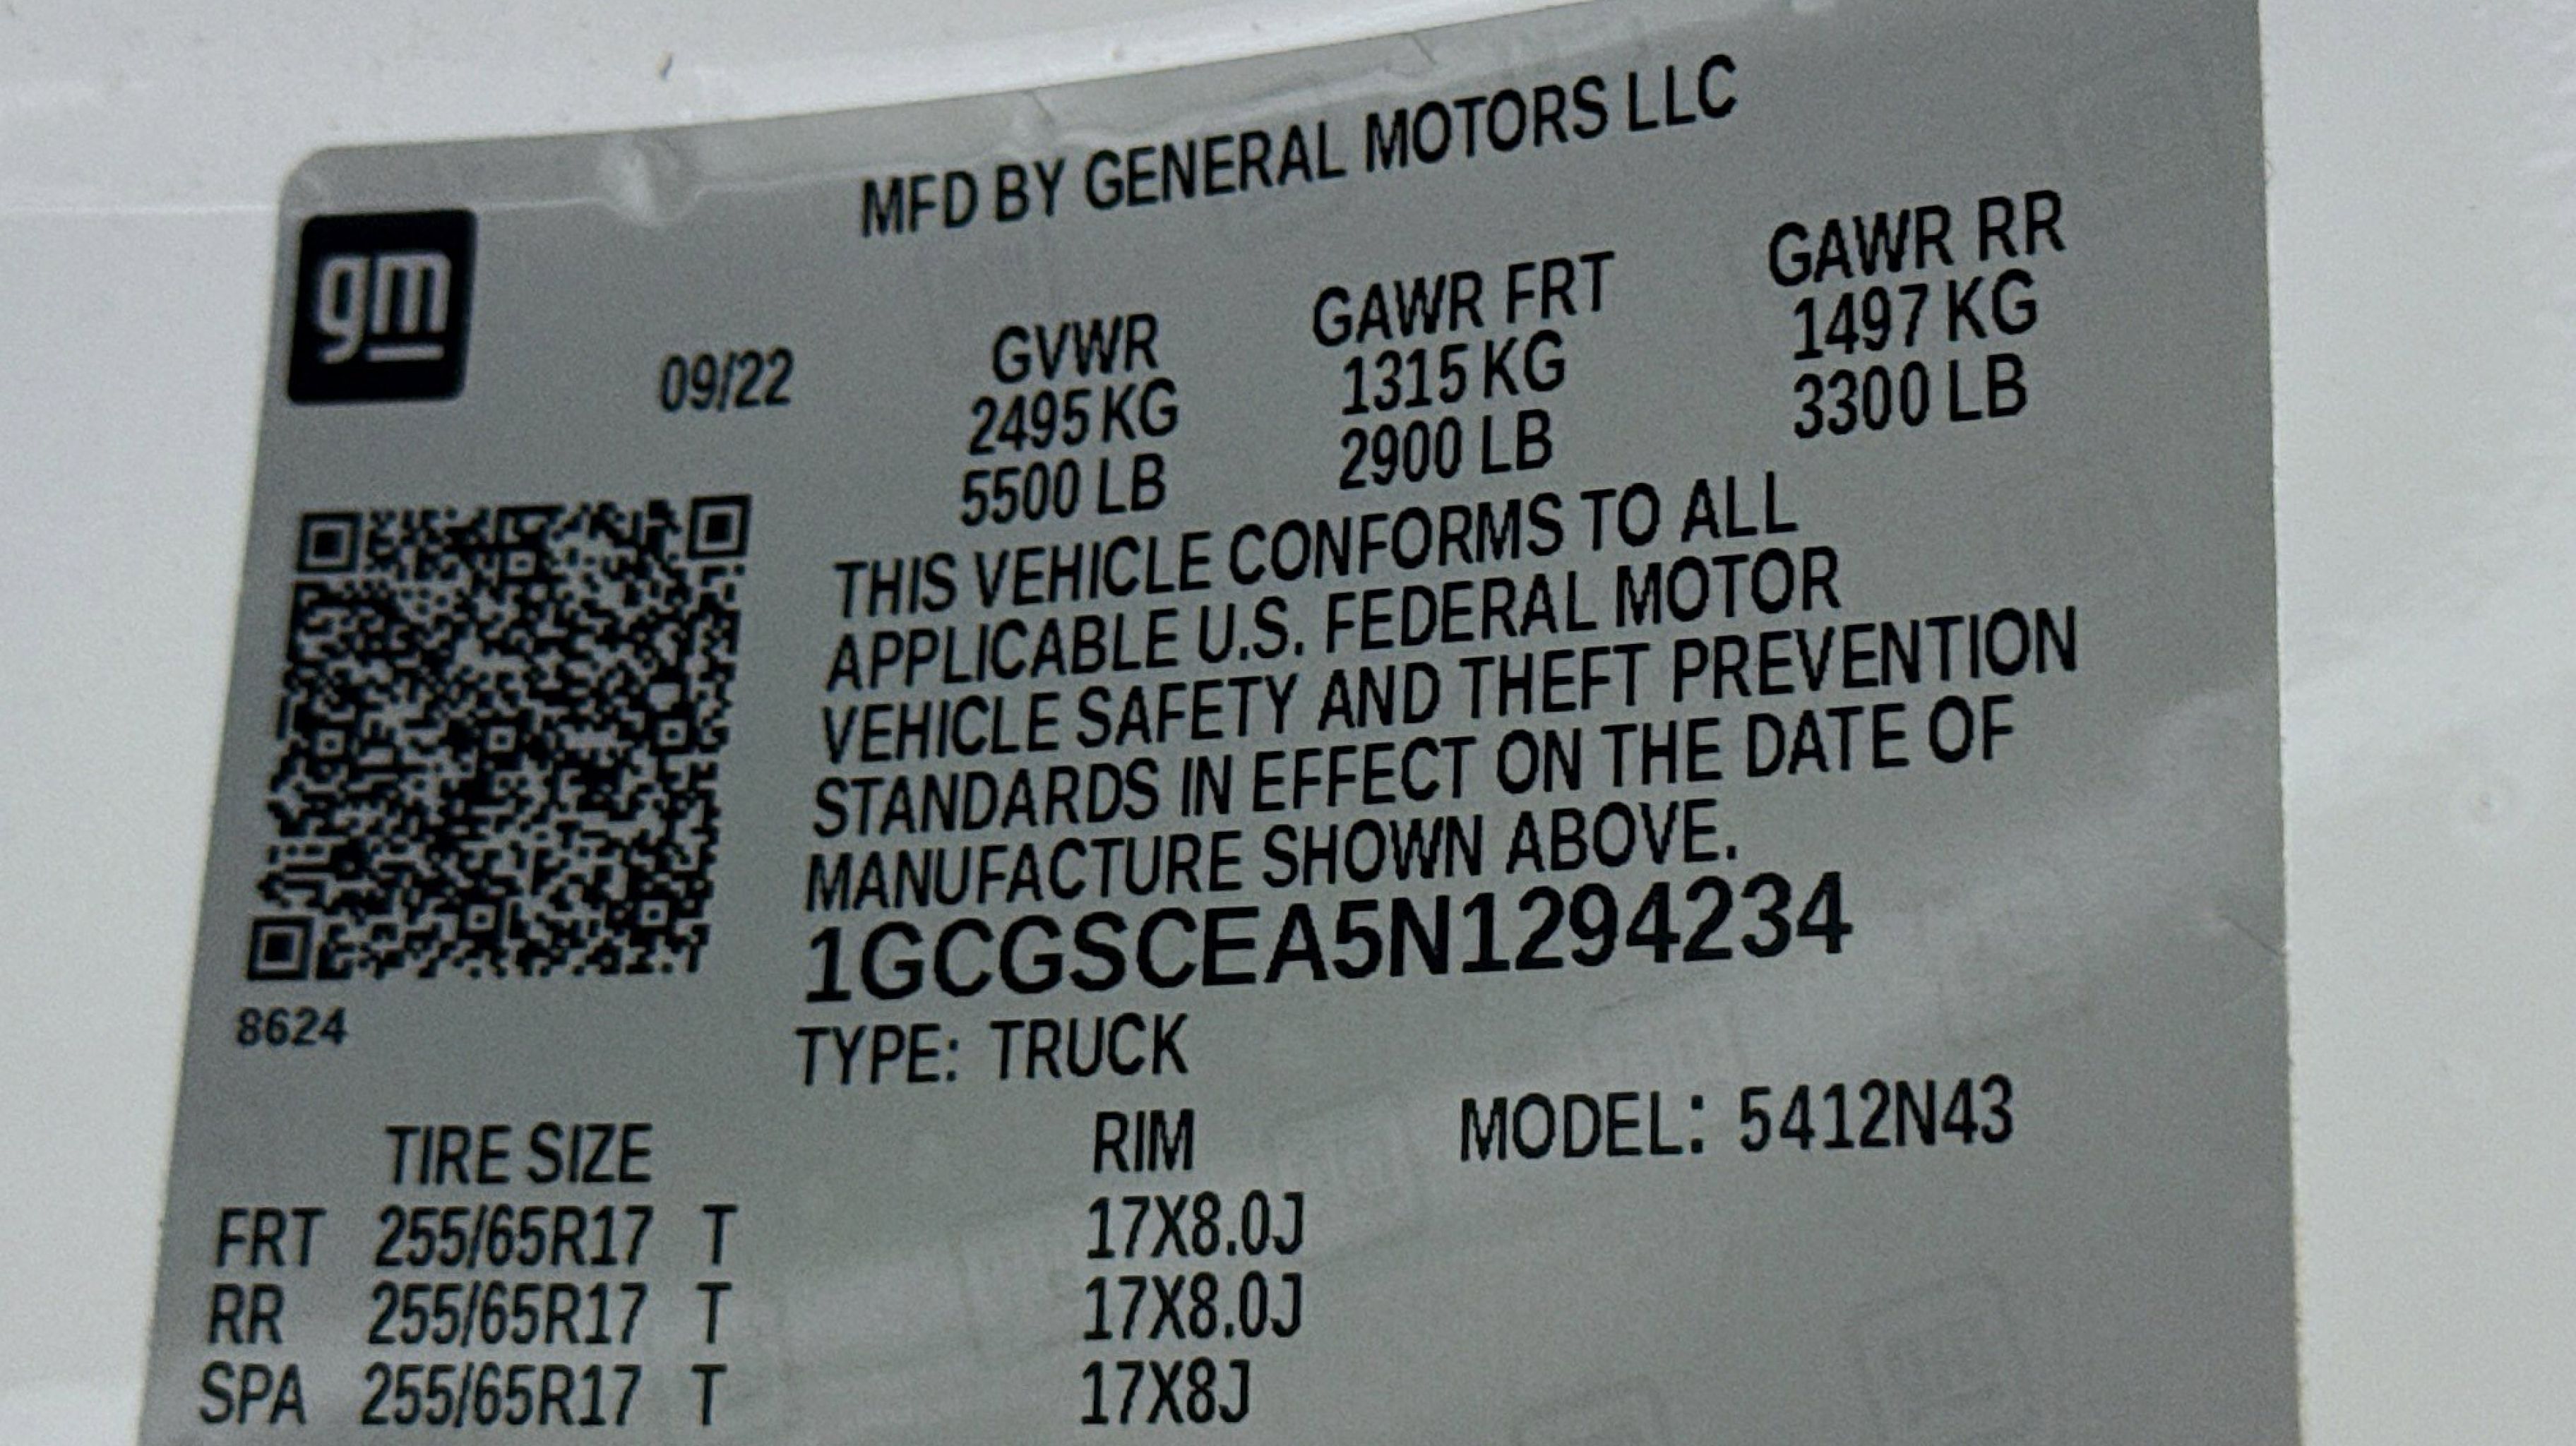 MFD BY GENERAL MOTORS LLC
gm
09/22
GVWR GAWR FRT GAWR RR
2495 KG 1315 KG 1497 KG
5500 LB 2900 LB 3300 LB
THIS VEHICLE CONFORMS TO ALL
APPLICABLE U.S. FEDERAL MOTOR
VEHICLE SAFETY AND THEFT PREVENTION
STANDARDS IN EFFECT ON THE DATE OF
MANUFACTURE SHOWN ABOVE.
1GCGSCEA5N1294234
8624
TYPE: TRUCK
TIRE SIZE RIM MODEL: 5412N43
FRT 255/65R17 T 17X8.0J
RR 255/65R17 T 17X8.0J
SPA 255/65R17 T 17X8J